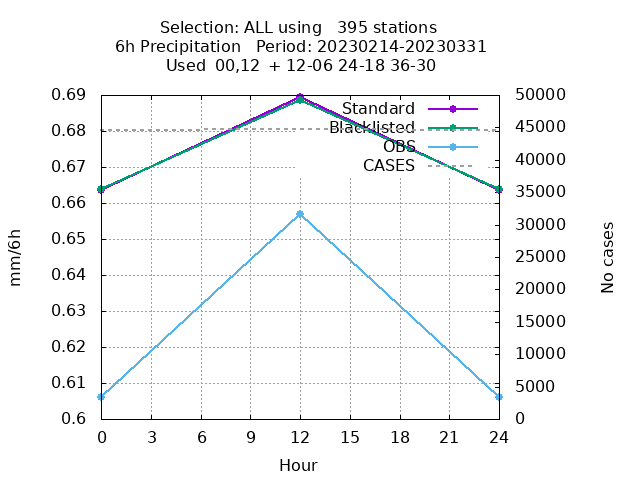 Selection: ALL using   395 stations
6h Precipitation   Period: 20230214-20230331
Used  00,12  + 12-06 24-18 36-30
0.69
0.68
0.67
0.66
0.65
0.64
0.63
0.62
0.61
0.6
mm/6h
Standard
Blacklisted
OBS
CASES
50000
45000
40000
35000
30000
25000
20000
15000
10000
5000
0
No cases
0 3 6 9 12 15 18 21 24
Hour